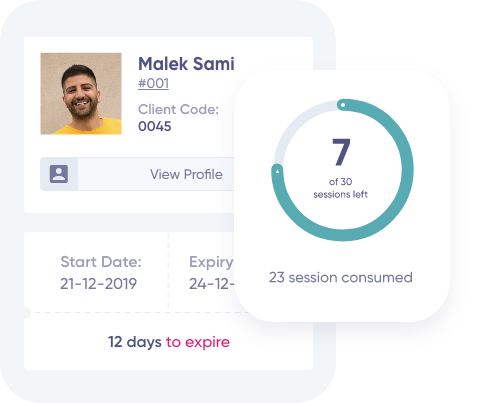 Malek Sami
#001
Client Code:
0045
View Profile
7
of 30
sessions left
23 session consumed
Start Date:
21-12-2019
Expiry
24-12-
12 days to expire